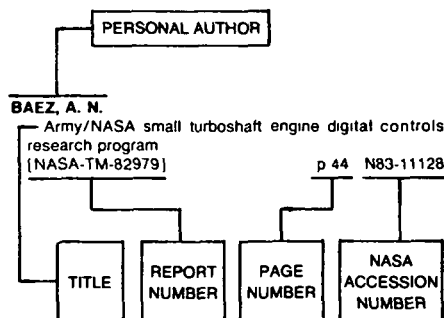 PERSONAL AUTHOR
BAEZ, A. N.
Army/NASA small turboshaft engine digital controls
research program
[NASA-TM-82979]
p 44 N83-11128
TITLE
REPORT
NUMBER
PAGE
NUMBER
NASA
ACCESSION
NUMBER